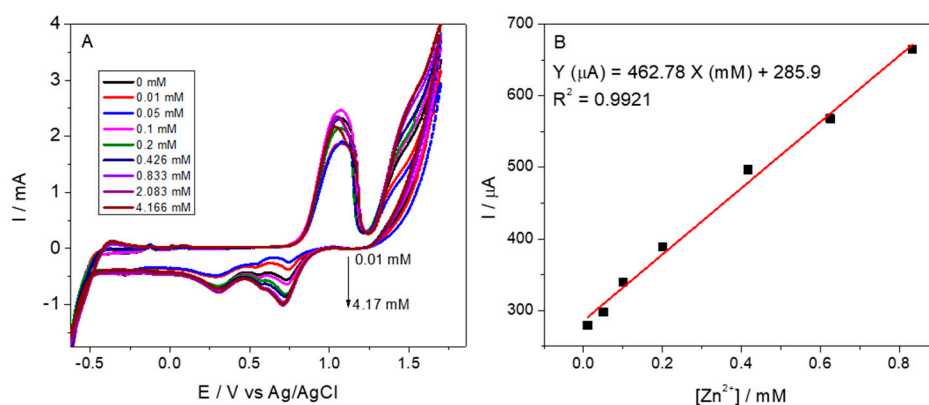 A
0 mM
0.01 mM
0.05 mM
0.1 mM
0.2 mM
0.426 mM
0.833 mM
2.083 mM
4.166 mM
0.01 mM
4.17 mM
I / mA
4
3
2
1
0
-1
-0.5 0.0 0.5 1.0 1.5
E / V vs Ag/AgCl
B
Y (μA) = 462.78 X (mM) + 285.9
R² = 0.9921
I / μA
700
600
500
400
300
0.0 0.2 0.4 0.6 0.8
[Zn²⁺] / mM